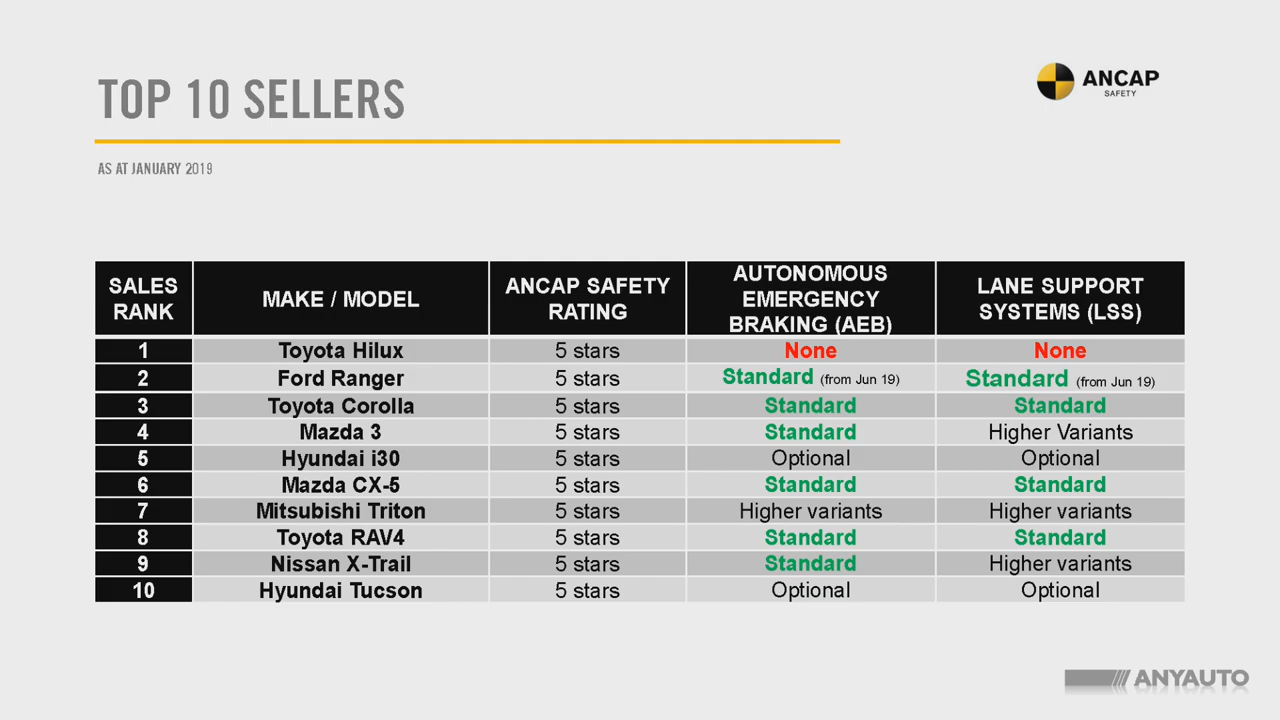 TOP 10 SELLERS
ANCAP
SAFETY
AS AT JANUARY 2019
SALES RANK MAKE / MODEL ANCAP SAFETY RATING AUTONOMOUS EMERGENCY BRAKING (AEB) LANE SUPPORT SYSTEMS (LSS)
1 Toyota Hilux 5 stars None None
2 Ford Ranger 5 stars Standard (from Jun 19) Standard (from Jun 19)
3 Toyota Corolla 5 stars Standard Standard
4 Mazda 3 5 stars Standard Higher Variants
5 Hyundai i30 5 stars Optional Optional
6 Mazda CX-5 5 stars Standard Standard
7 Mitsubishi Triton 5 stars Higher variants Higher variants
8 Toyota RAV4 5 stars Standard Standard
9 Nissan X-Trail 5 stars Standard Higher variants
10 Hyundai Tucson 5 stars Optional Optional
ANYAUTO